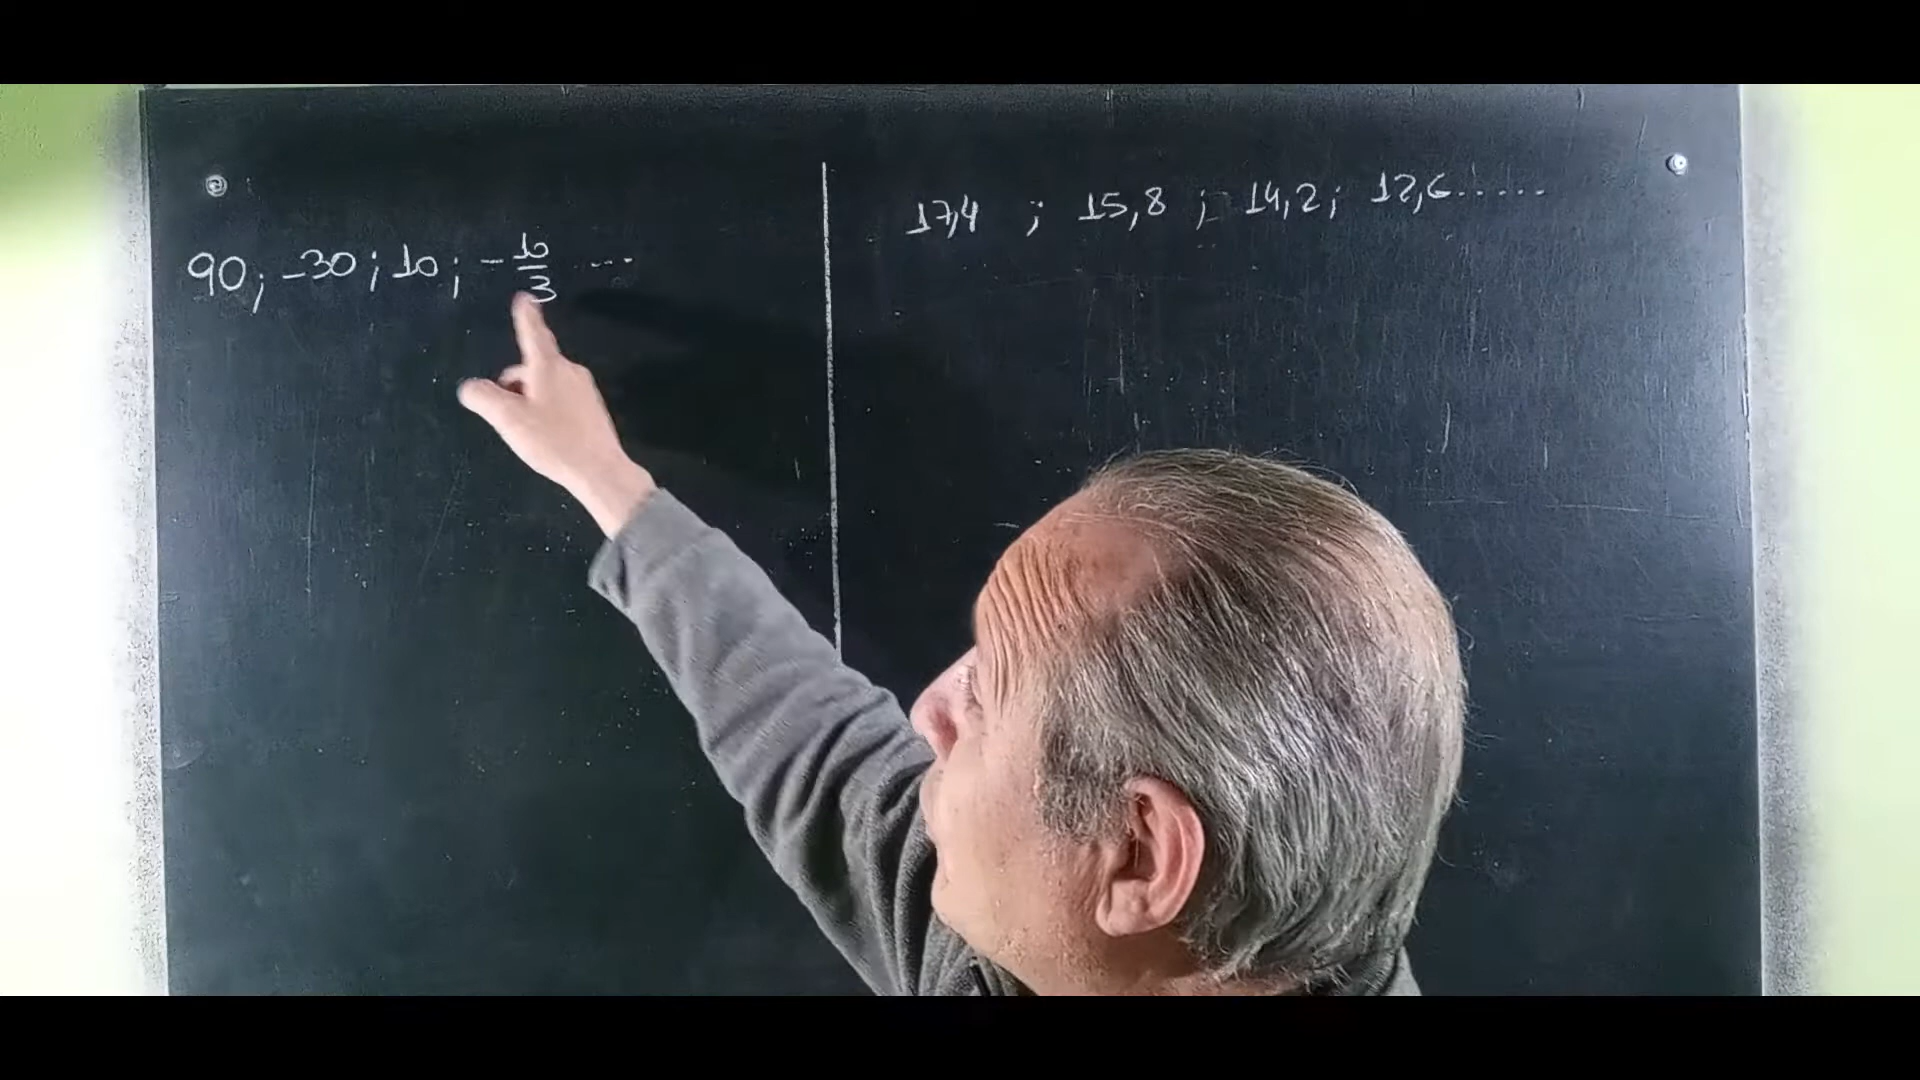 90; -30; 10; -10/3 ...
17,4 ; 15,8 ; 14,2; 12,6.....